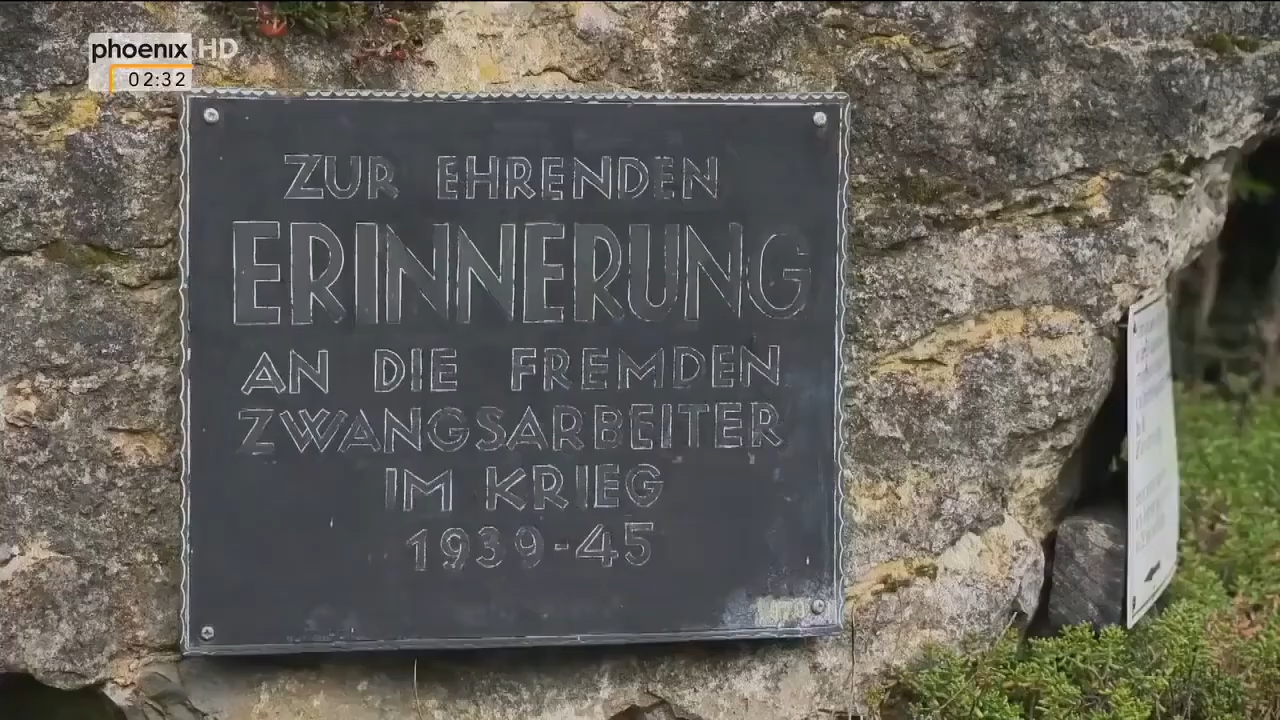 phoenix HD
02:32
ZUR EHRENDEN
ERINNERUNG
AN DIE FREMDEN
ZWANGSARBEITER
IM KRIEG
1939-45